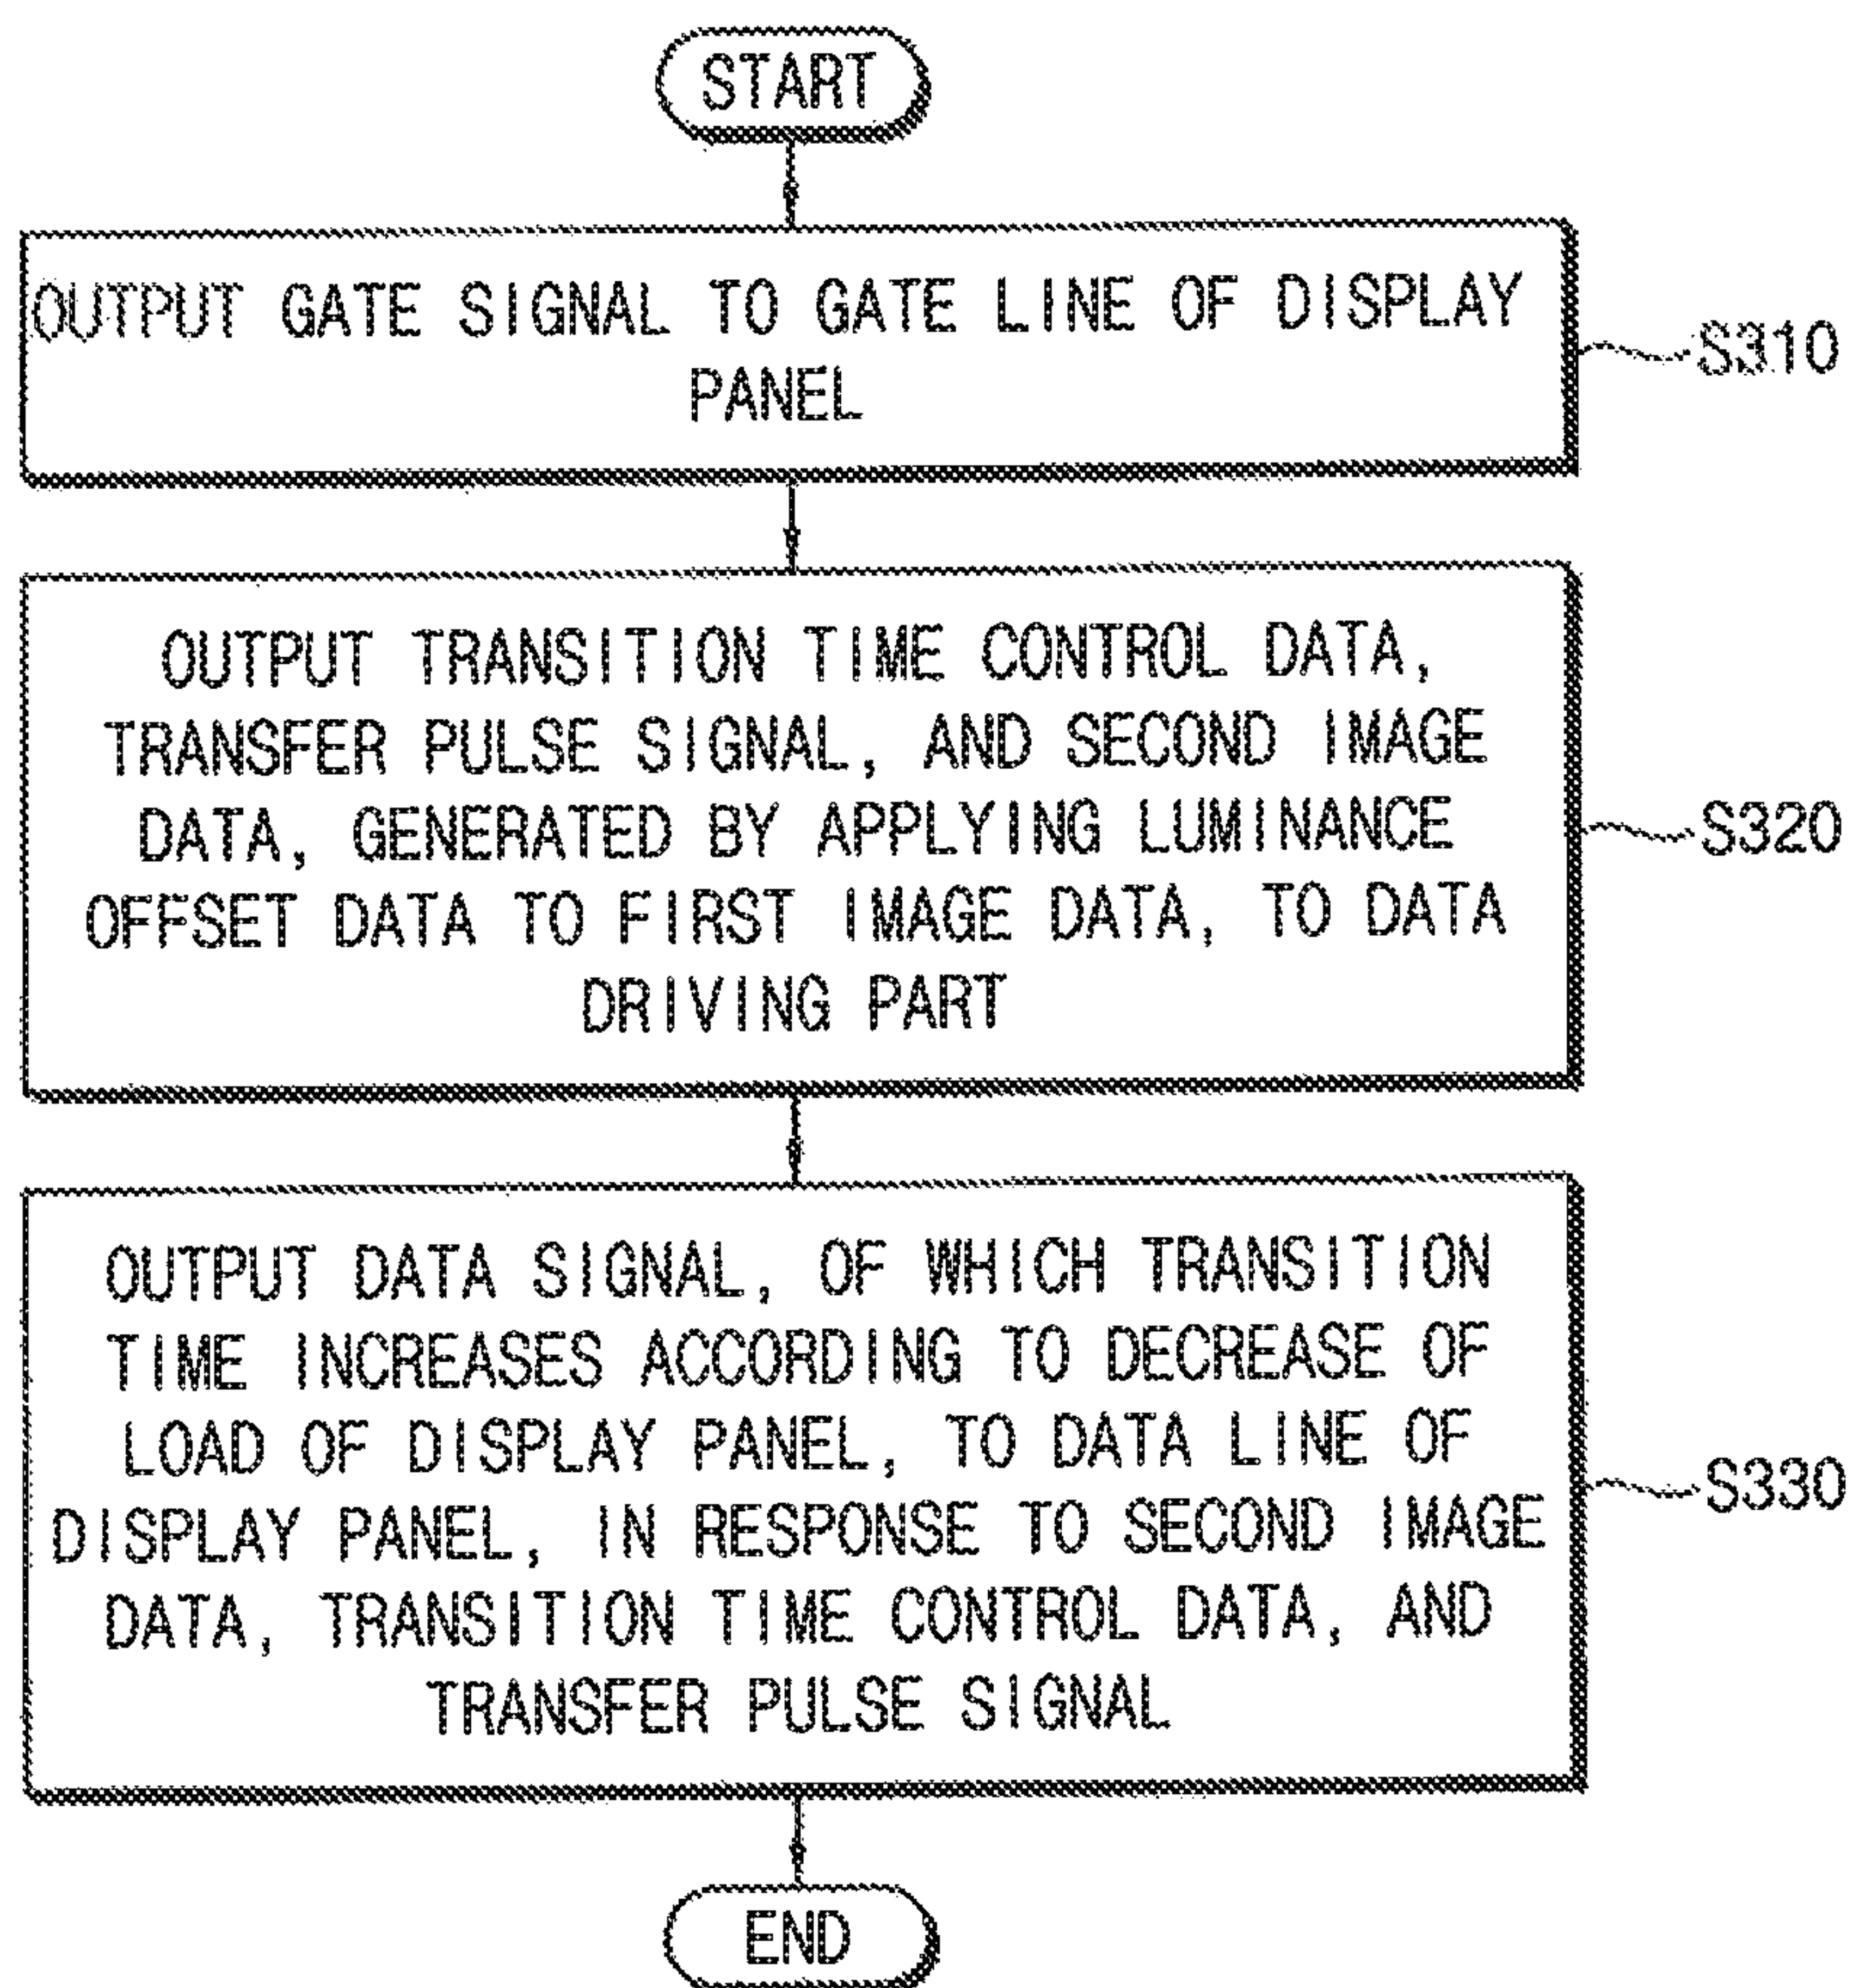 START
OUTPUT GATE SIGNAL TO GATE LINE OF DISPLAY
PANEL
S310
OUTPUT TRANSITION TIME CONTROL DATA,
TRANSFER PULSE SIGNAL, AND SECOND IMAGE
DATA, GENERATED BY APPLYING LUMINANCE
OFFSET DATA TO FIRST IMAGE DATA, TO DATA
DRIVING PART
S320
OUTPUT DATA SIGNAL, OF WHICH TRANSITION
TIME INCREASES ACCORDING TO DECREASE OF
LOAD OF DISPLAY PANEL, TO DATA LINE OF
DISPLAY PANEL, IN RESPONSE TO SECOND IMAGE
DATA, TRANSITION TIME CONTROL DATA, AND
TRANSFER PULSE SIGNAL
S330
END